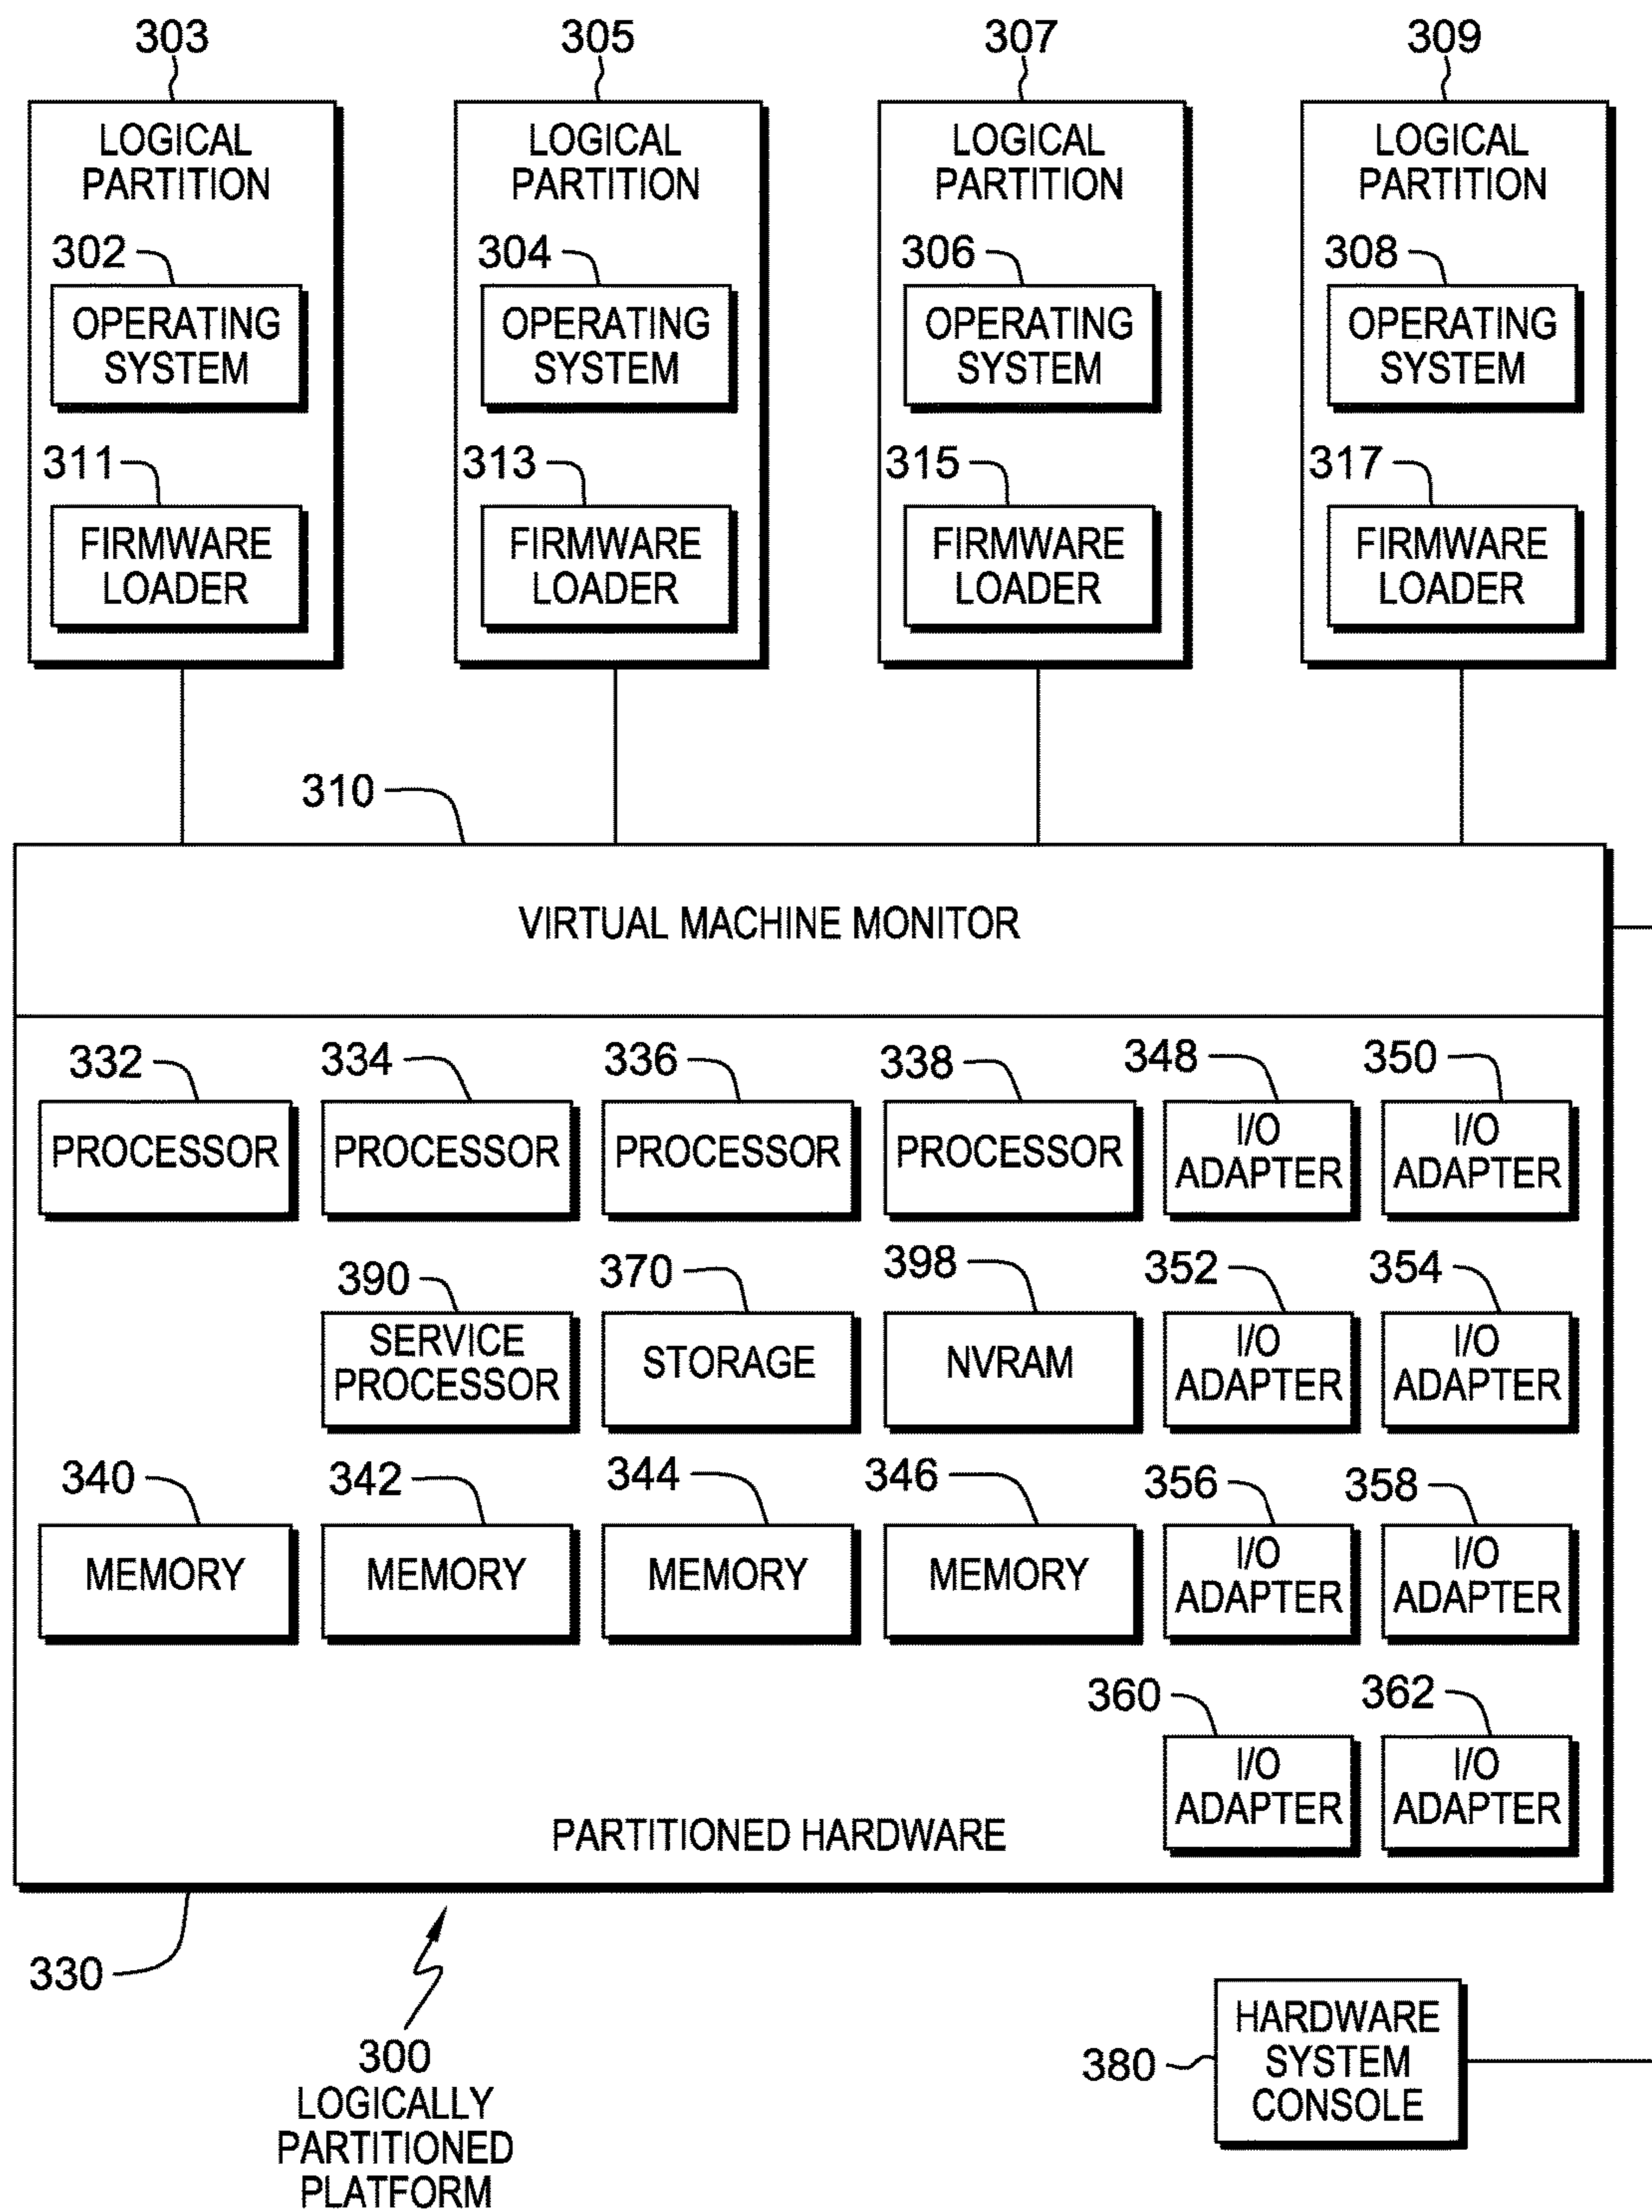 303
305
307
309
LOGICAL
PARTITION
LOGICAL
PARTITION
LOGICAL
PARTITION
LOGICAL
PARTITION
302
304
306
308
OPERATING
SYSTEM
OPERATING
SYSTEM
OPERATING
SYSTEM
OPERATING
SYSTEM
311
313
315
317
FIRMWARE
LOADER
FIRMWARE
LOADER
FIRMWARE
LOADER
FIRMWARE
LOADER
310
VIRTUAL MACHINE MONITOR
332
334
336
338
348
350
PROCESSOR
PROCESSOR
PROCESSOR
PROCESSOR
I/O
ADAPTER
I/O
ADAPTER
390
370
398
352
354
SERVICE
PROCESSOR
STORAGE
NVRAM
I/O
ADAPTER
I/O
ADAPTER
340
342
344
346
356
358
MEMORY
MEMORY
MEMORY
MEMORY
I/O
ADAPTER
I/O
ADAPTER
360
362
I/O
ADAPTER
I/O
ADAPTER
PARTITIONED HARDWARE
330
300
LOGICALLY
PARTITIONED
PLATFORM
380
HARDWARE
SYSTEM
CONSOLE